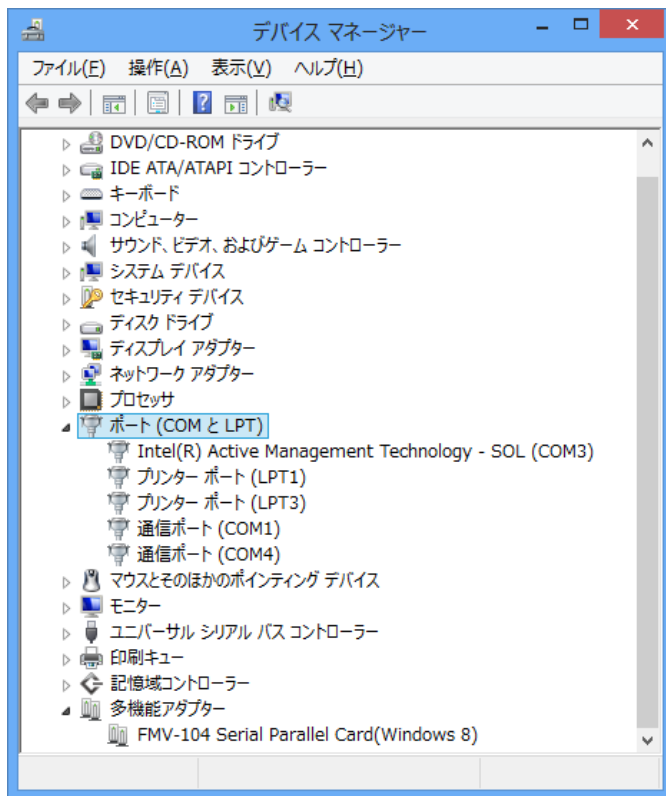 デバイス マネージャー
ファイル(F) 操作(A) 表示(V) ヘルプ(H)
DVD/CD-ROM ドライブ
IDE ATA/ATAPI コントローラー
キーボード
コンピューター
サウンド、ビデオ、およびゲーム コントローラー
システム デバイス
セキュリティ デバイス
ディスク ドライブ
ディスプレイ アダプター
ネットワーク アダプター
プロセッサ
ポート (COM と LPT)
Intel(R) Active Management Technology - SOL (COM3)
プリンター ポート (LPT1)
プリンター ポート (LPT3)
通信ポート (COM1)
通信ポート (COM4)
マウスとそのほかのポインティング デバイス
モニター
ユニバーサル シリアル バス コントローラー
印刷キュー
記憶域コントローラー
多機能アダプター
FMV-104 Serial Parallel Card(Windows 8)